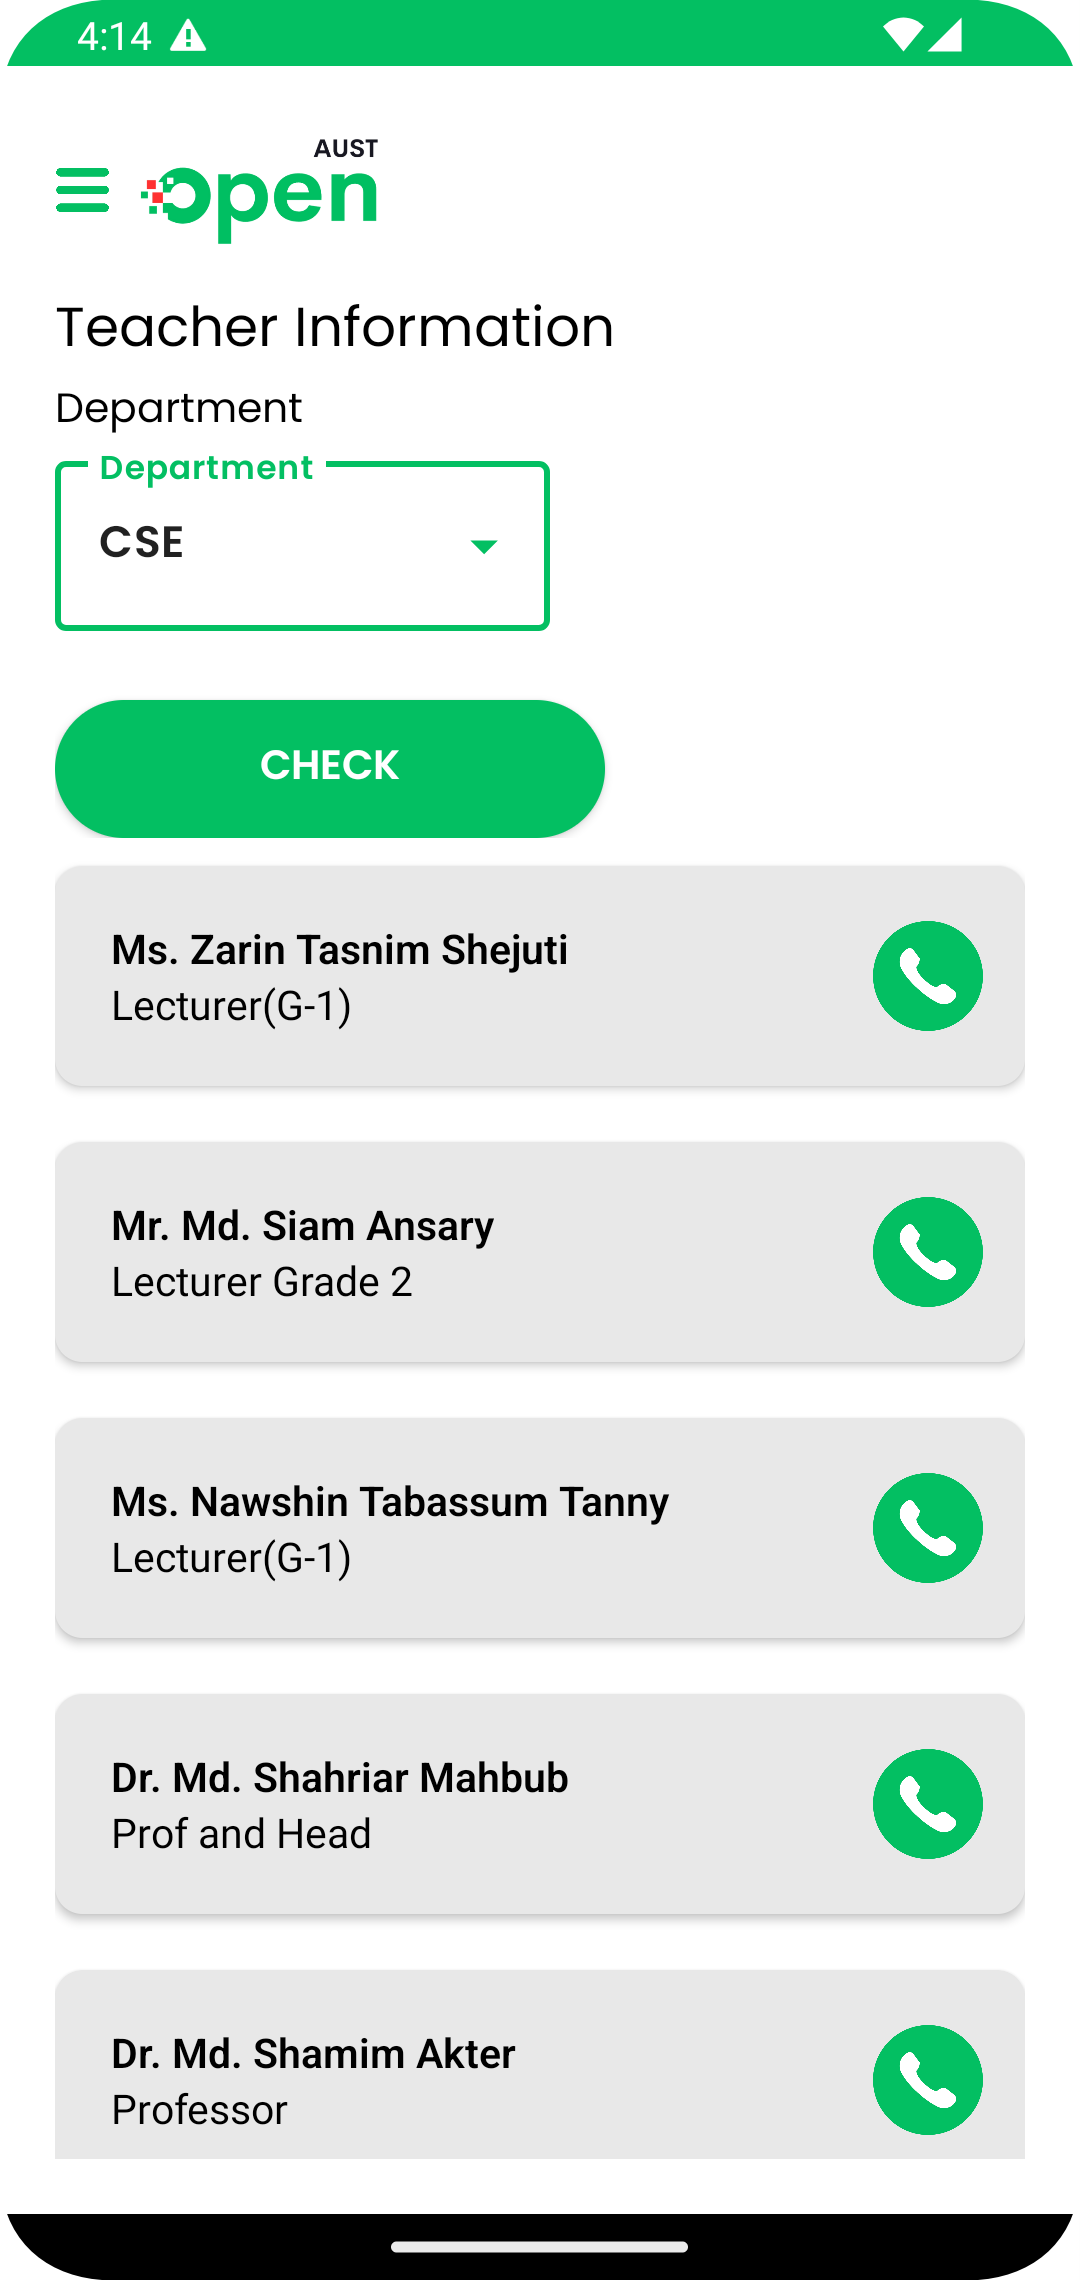 4:14
AUST
open
Teacher Information
Department
Department
CSE
CHECK
Ms. Zarin Tasnim Shejuti
Lecturer(G-1)
Mr. Md. Siam Ansary
Lecturer Grade 2
Ms. Nawshin Tabassum Tanny
Lecturer(G-1)
Dr. Md. Shahriar Mahbub
Prof and Head
Dr. Md. Shamim Akter
Professor